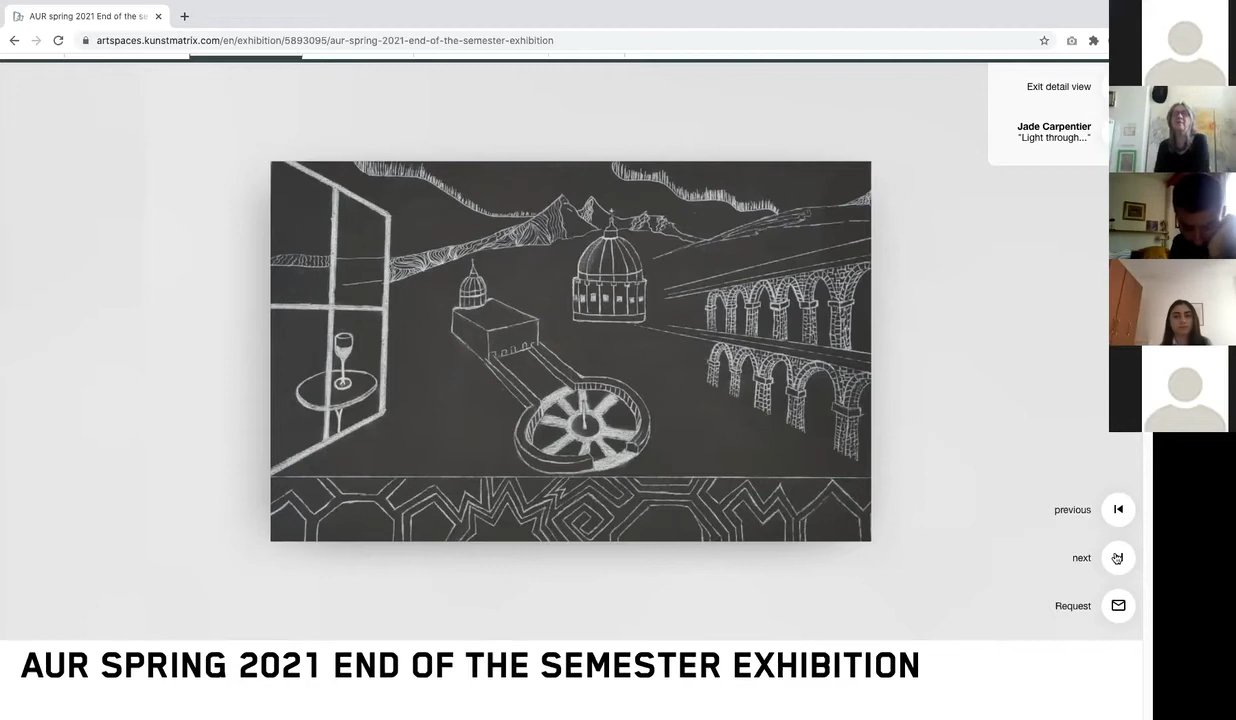 AUR spring 2021 End of the se
artspaces.kunstmatrix.com/en/exhibition/5893095/aur-spring-2021-end-of-the-semester-exhibition
Exit detail view
Jade Carpentier
"Light through..."
previous
next
Request
AUR SPRING 2021 END OF THE SEMESTER EXHIBITION